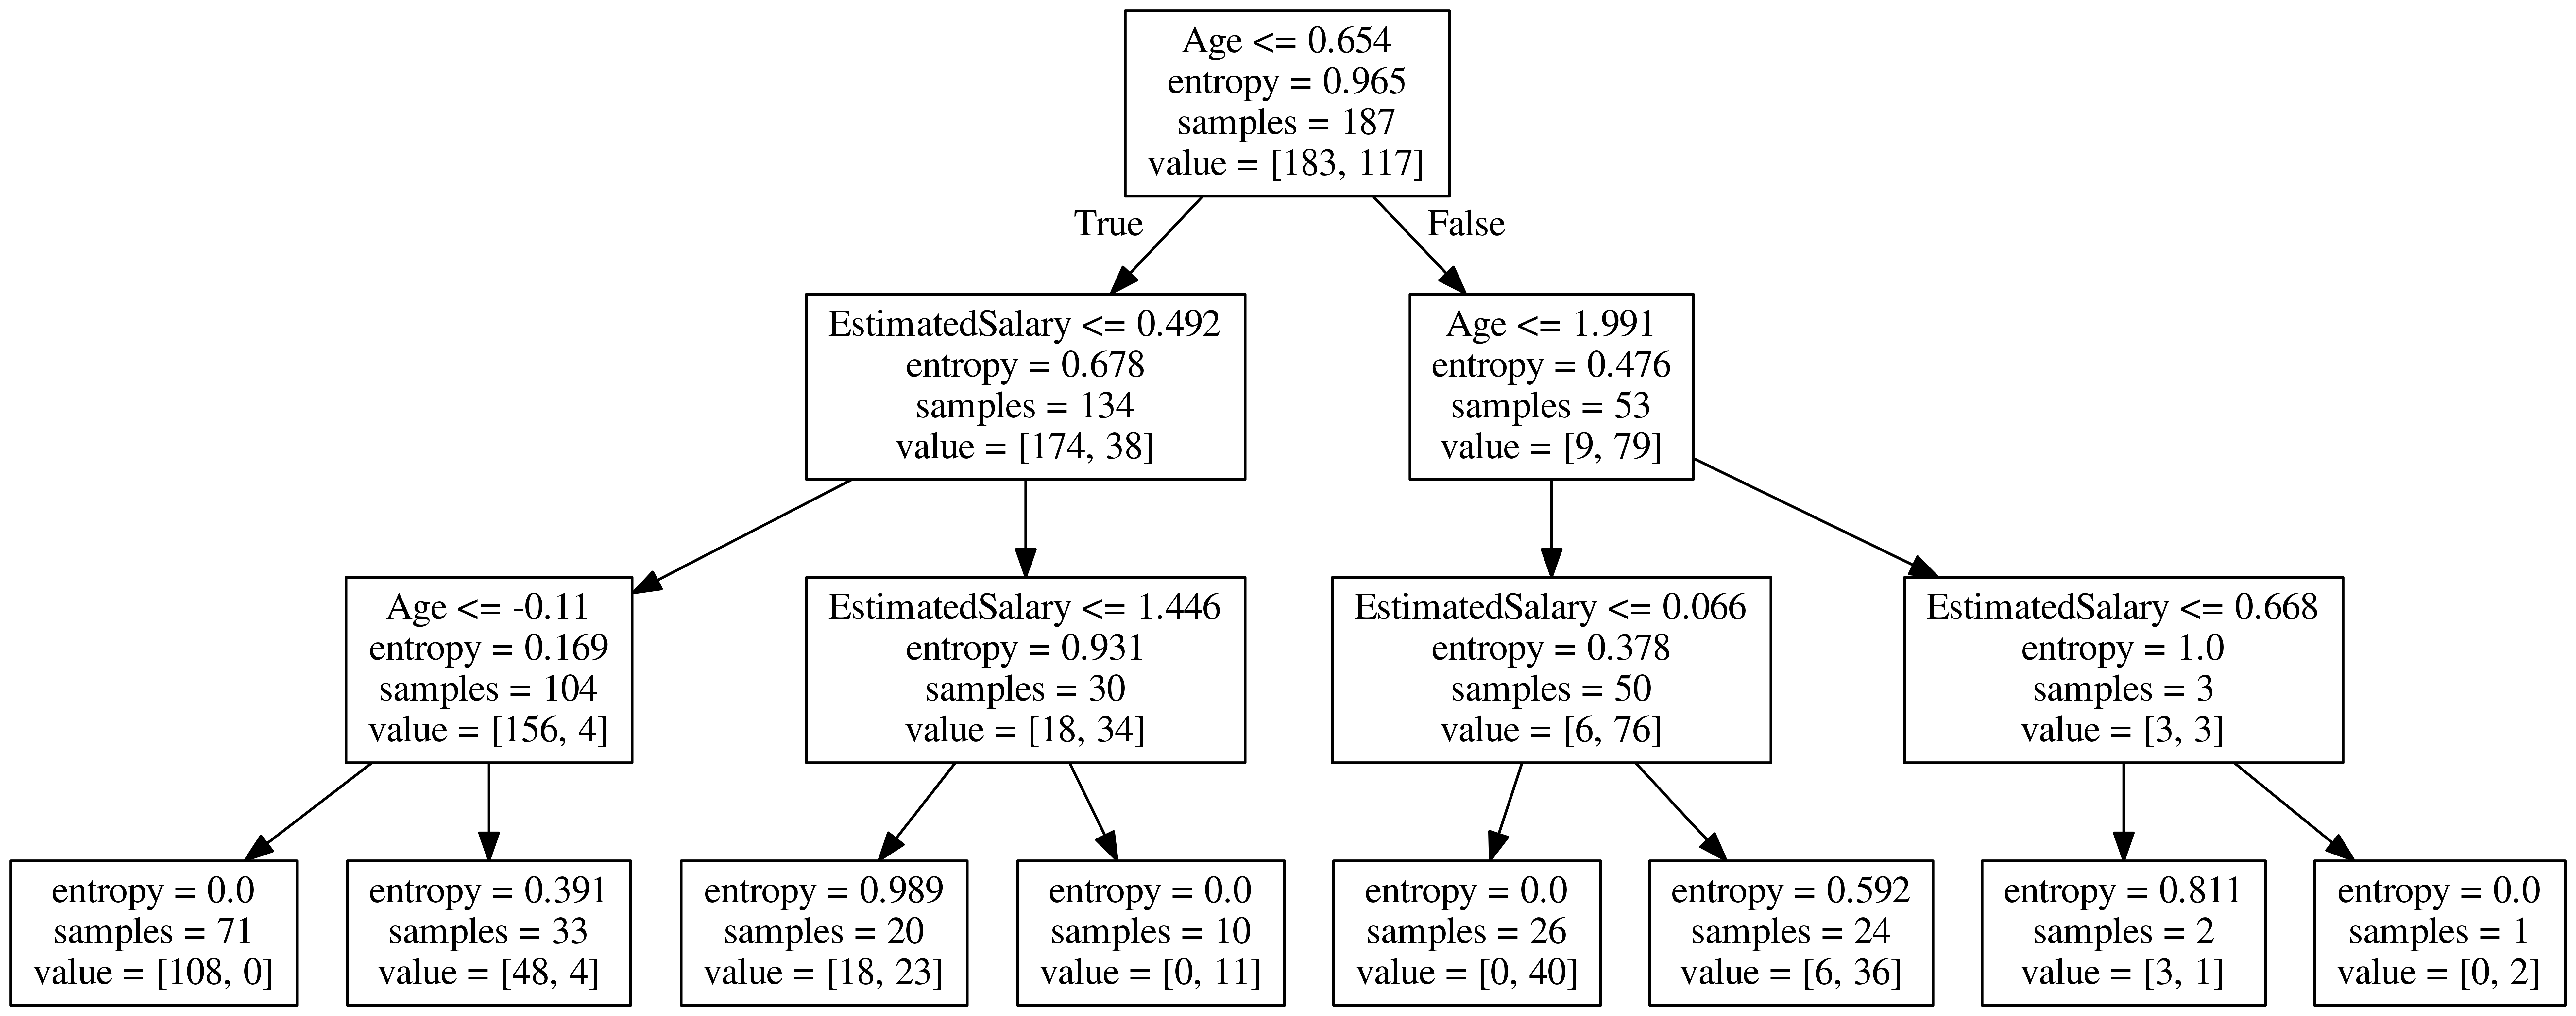 Age <= 0.654
entropy = 0.965
samples = 187
value = [183, 117]
True
False
EstimatedSalary <= 0.492
entropy = 0.678
samples = 134
value = [174, 38]
Age <= 1.991
entropy = 0.476
samples = 53
value = [9, 79]
Age <= -0.11
entropy = 0.169
samples = 104
value = [156, 4]
EstimatedSalary <= 1.446
entropy = 0.931
samples = 30
value = [18, 34]
EstimatedSalary <= 0.066
entropy = 0.378
samples = 50
value = [6, 76]
EstimatedSalary <= 0.668
entropy = 1.0
samples = 3
value = [3, 3]
entropy = 0.0
samples = 71
value = [108, 0]
entropy = 0.391
samples = 33
value = [48, 4]
entropy = 0.989
samples = 20
value = [18, 23]
entropy = 0.0
samples = 10
value = [0, 11]
entropy = 0.0
samples = 26
value = [0, 40]
entropy = 0.592
samples = 24
value = [6, 36]
entropy = 0.811
samples = 2
value = [3, 1]
entropy = 0.0
samples = 1
value = [0, 2]